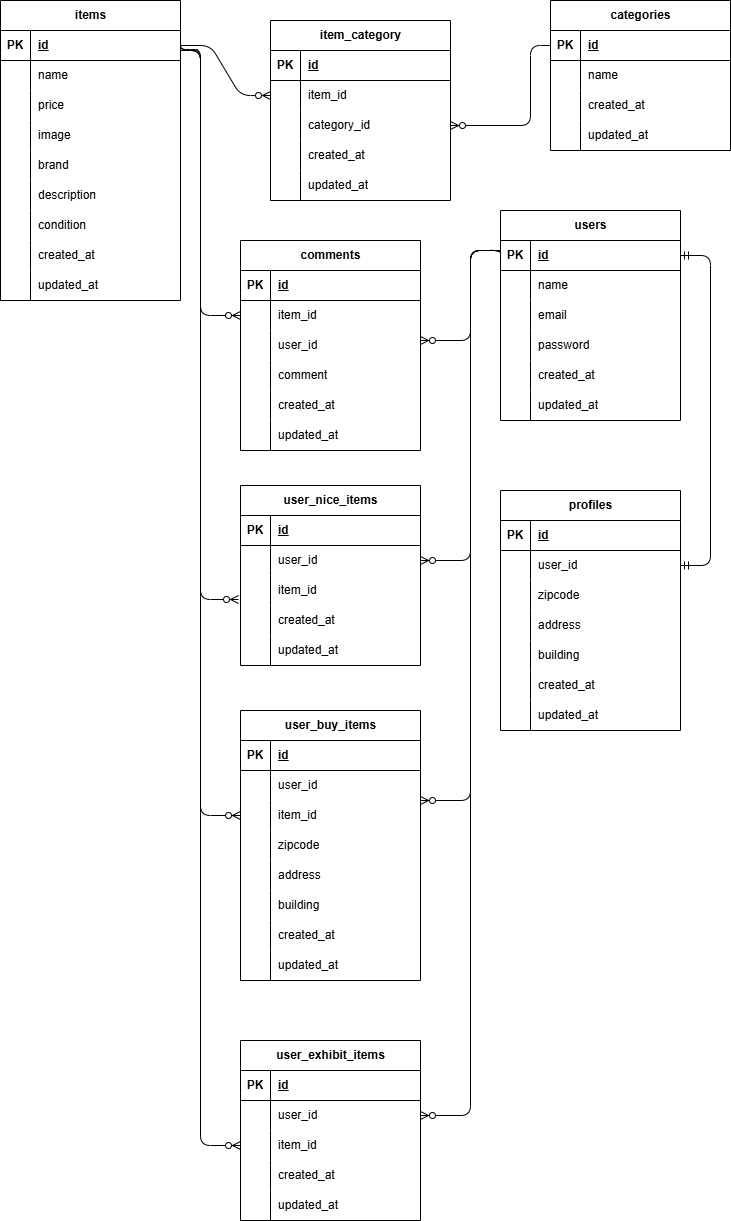 items
PK id
name
price
image
brand
description
condition
created_at
updated_at
item_category
PK id
item_id
category_id
created_at
updated_at
categories
PK id
name
created_at
updated_at
comments
PK id
item_id
user_id
comment
created_at
updated_at
users
PK id
name
email
password
created_at
updated_at
user_nice_items
PK id
user_id
item_id
created_at
updated_at
profiles
PK id
user_id
zipcode
address
building
created_at
updated_at
user_buy_items
PK id
user_id
item_id
zipcode
address
building
created_at
updated_at
user_exhibit_items
PK id
user_id
item_id
created_at
updated_at